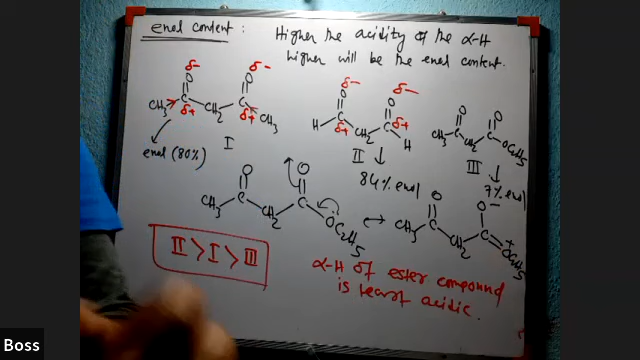 enol content : Higher the acidity of the α-H
higher will be the enol content.
δ- δ- δ- δ-
O O O O
CH3 C CH2 C CH3
δ+ δ+
H C CH2 C H
δ+ δ+
CH3 C CH2 C OC2H5
O O
enol (80%) I II III
84% enol 7% enol
CH3 C CH2 C OC2H5
O O
CH3 C CH2 C OC2H5
O O- +
II > I > III
α-H of ester compound
is least acidic.
Boss